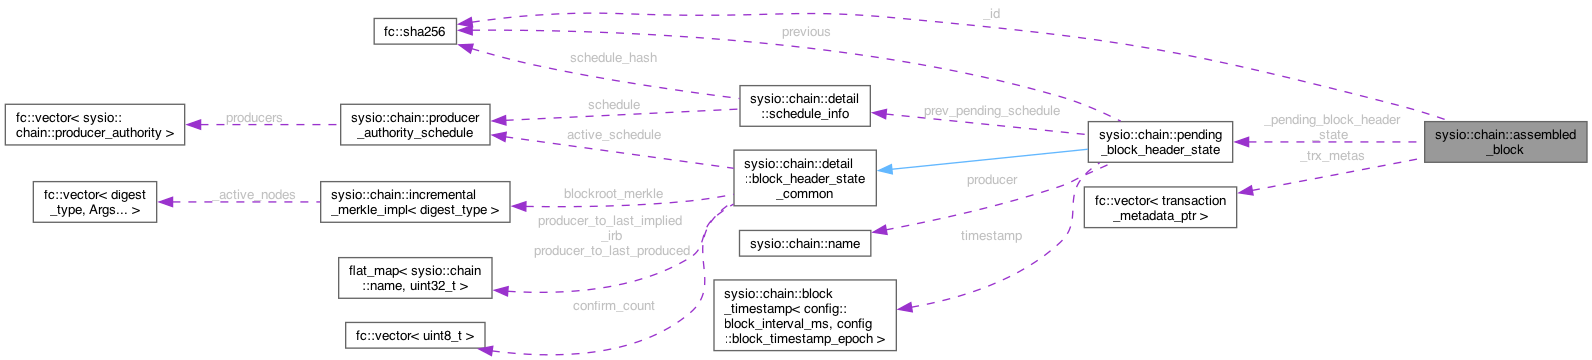 _id
fc::sha256
previous
schedule_hash
sysio::chain::detail
::schedule_info
schedule
prev_pending_schedule
fc::vector< sysio::
chain::producer_authority >
producers
sysio::chain::producer
_authority_schedule
active_schedule
sysio::chain::pending
_block_header_state
_pending_block_header
_state
sysio::chain::assembled
_block
_trx_metas
sysio::chain::detail
::block_header_state
_common
producer
fc::vector< digest
_type, Args... >
_active_nodes
sysio::chain::incremental
_merkle_impl< digest_type >
blockroot_merkle
fc::vector< transaction
_metadata_ptr >
producer_to_last_implied
_irb
producer_to_last_produced
sysio::chain::name
timestamp
flat_map< sysio::chain
::name, uint32_t >
confirm_count
sysio::chain::block
_timestamp< config::
block_interval_ms, config
::block_timestamp_epoch >
fc::vector< uint8_t >